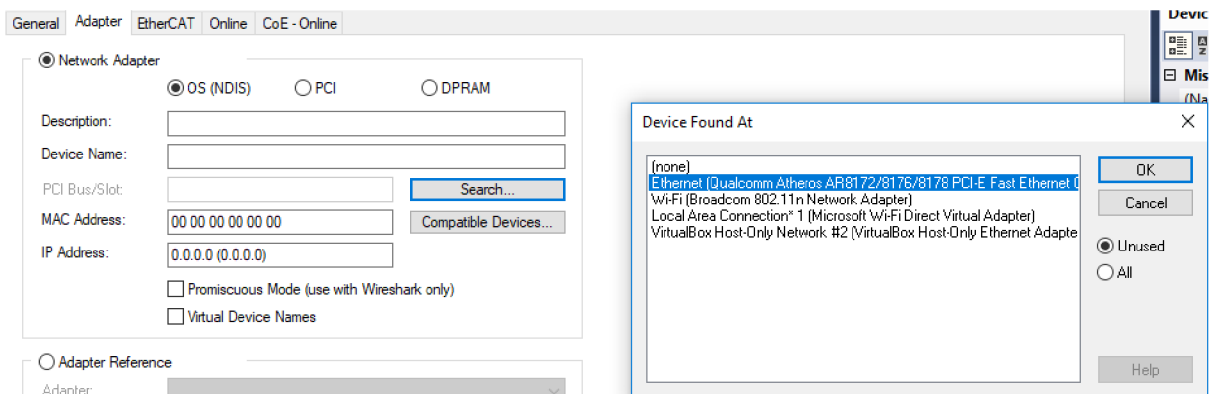 General Adapter EtherCAT Online CoE - Online
Network Adapter
OS (NDIS) PCI DPRAM
Description:
Device Name:
PCI Bus/Slot: Search...
MAC Address: 00 00 00 00 00 00 Compatible Devices...
IP Address: 0.0.0.0 (0.0.0.0)
Promiscuous Mode (use with Wireshark only)
Virtual Device Names
Adapter Reference
Adapter:
Device Found At
(none)
Ethernet (Qualcomm Atheros AR8172/8176/8178 PCI-E Fast Ethernet
Wi-Fi (Broadcom 802.11n Network Adapter)
Local Area Connection* 1 (Microsoft Wi-Fi Direct Virtual Adapter)
VirtualBox Host-Only Network #2 (VirtualBox Host-Only Ethernet Adapte
OK
Cancel
Unused
All
Help
Devic
Mis
(Na